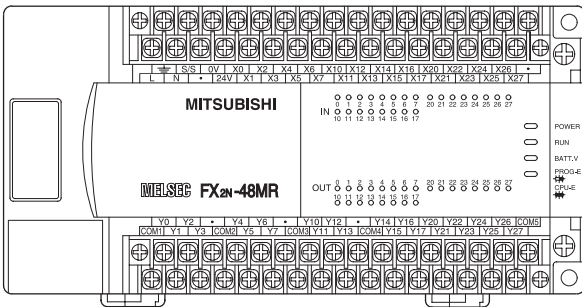 S/S 0V X0 X2 X4 X6 X10 X12 X14 X16 X20 X22 X24 X26 •
L N • 24V X1 X3 X5 X7 X11 X13 X15 X17 X21 X23 X25 X27
MITSUBISHI
0 1 2 3 4 5 6 7 20 21 22 23 24 25 26 27
IN
10 11 12 13 14 15 16 17
POWER
RUN
BATT.V
PROG-E
CPU-E
MELSEC FX2N-48MR
0 1 2 3 4 5 6 7 20 21 22 23 24 25 26 27
OUT
10 11 12 13 14 15 16 17
Y0 Y2 • Y4 Y6 • Y10 Y12 • Y14 Y16 Y20 Y22 Y24 Y26 COM5
COM1 Y1 Y3 COM2 Y5 Y7 COM3 Y11 Y13 COM4 Y15 Y17 Y21 Y23 Y25 Y27